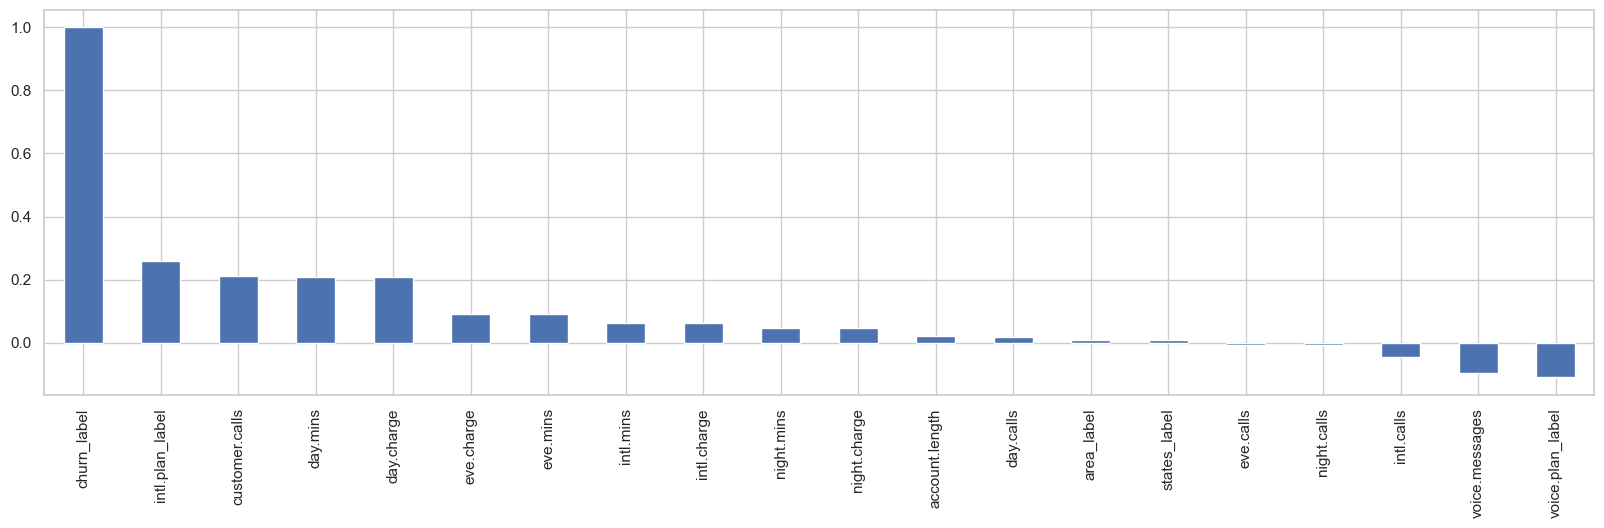 1.0
0.8
0.6
0.4
0.2
0.0
churn_label
intl.plan_label
customer.calls
day.mins
day.charge
eve.charge
eve.mins
intl.mins
intl.charge
night.mins
night.charge
account.length
day.calls
area_label
states_label
eve.calls
night.calls
intl.calls
voice.messages
voice.plan_label